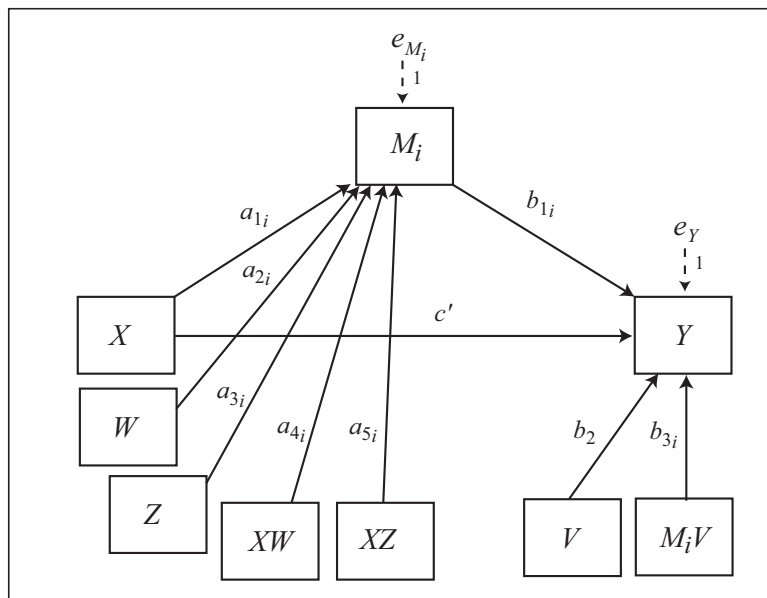 e_{M_i}
1
M_i
a_{1i}
b_{1i}
a_{2i}
e_Y
1
X
c'
Y
a_{3i}
W
a_{4i}
a_{5i}
b_2
b_{3i}
Z
XW
XZ
V
M_iV